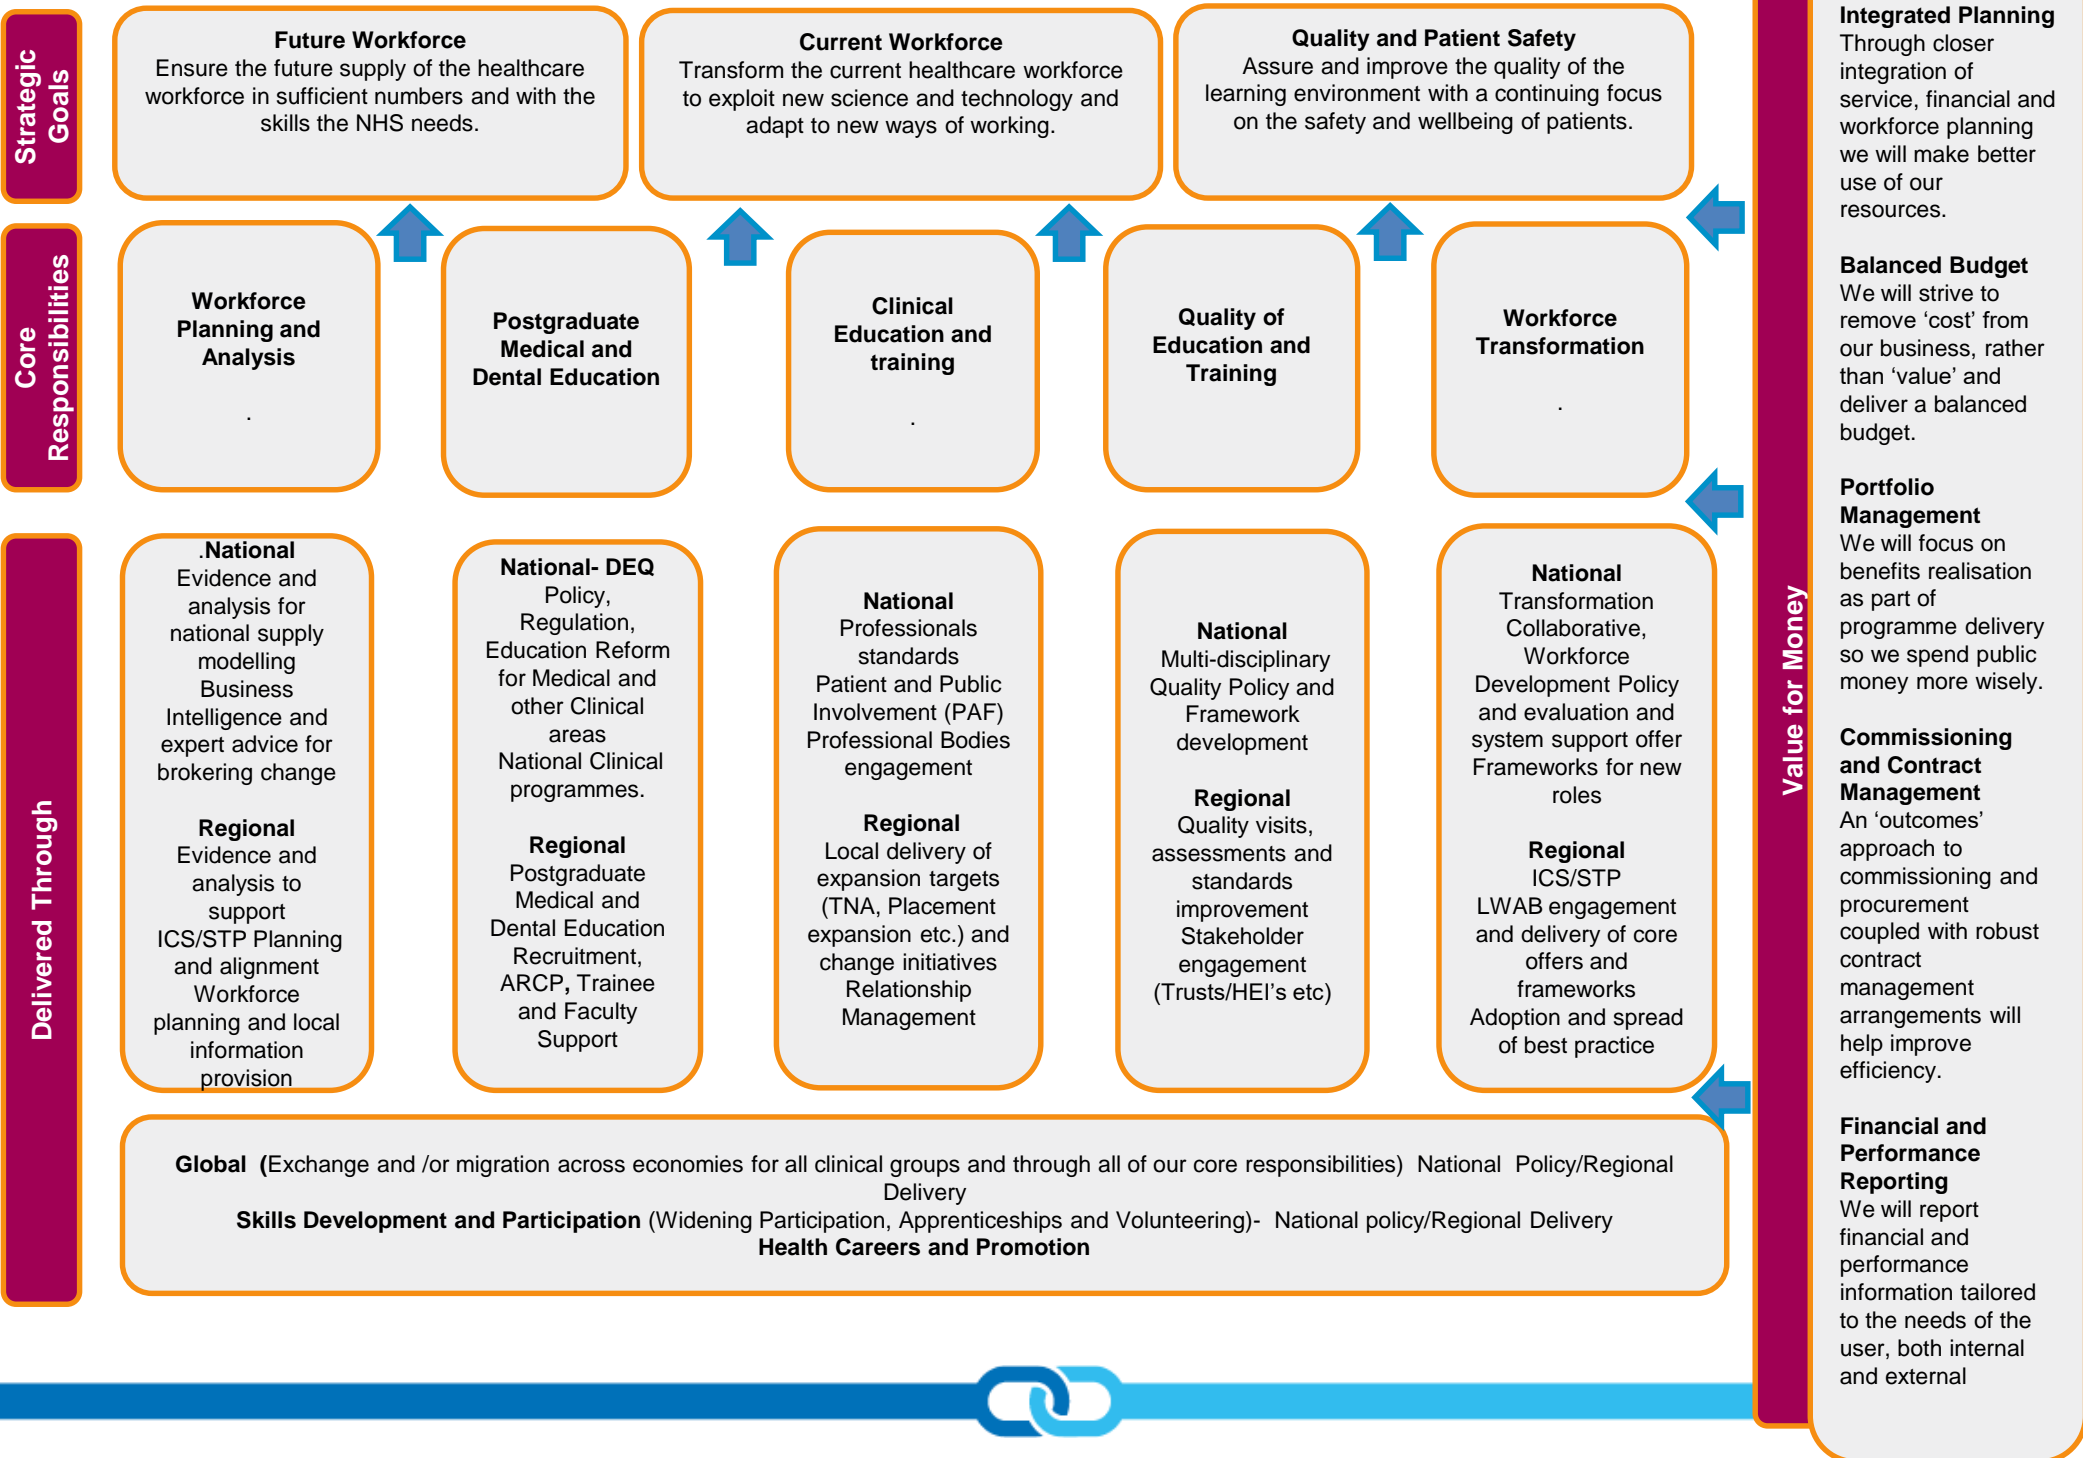 Strategic
Goals
Future Workforce
Ensure the future supply of the healthcare
workforce in sufficient numbers and with the
skills the NHS needs.
Current Workforce
Transform the current healthcare workforce
to exploit new science and technology and
adapt to new ways of working.
Quality and Patient Safety
Assure and improve the quality of the
learning environment with a continuing focus
on the safety and wellbeing of patients.
Core
Responsibilities
Workforce
Planning and
Analysis
.
Postgraduate
Medical and
Dental Education
Clinical
Education and
training
.
Quality of
Education and
Training
Workforce
Transformation
.
Delivered Through
.National
Evidence and
analysis for
national supply
modelling
Business
Intelligence and
expert advice for
brokering change
Regional
Evidence and
analysis to
support
ICS/STP Planning
and alignment
Workforce
planning and local
information
provision
National- DEQ
Policy,
Regulation,
Education Reform
for Medical and
other Clinical
areas
National Clinical
programmes.
Regional
Postgraduate
Medical and
Dental Education
Recruitment,
ARCP, Trainee
and Faculty
Support
National
Professionals
standards
Patient and Public
Involvement (PAF)
Professional Bodies
engagement
Regional
Local delivery of
expansion targets
(TNA, Placement
expansion etc.) and
change initiatives
Relationship
Management
National
Multi-disciplinary
Quality Policy and
Framework
development
Regional
Quality visits,
assessments and
standards
improvement
Stakeholder
engagement
(Trusts/HEI's etc)
National
Transformation
Collaborative,
Workforce
Development Policy
and evaluation and
system support offer
Frameworks for new
roles
Regional
ICS/STP
LWAB engagement
and delivery of core
offers and
frameworks
Adoption and spread
of best practice
Global (Exchange and /or migration across economies for all clinical groups and through all of our core responsibilities) National Policy/Regional
Delivery
Skills Development and Participation (Widening Participation, Apprenticeships and Volunteering)- National policy/Regional Delivery
Health Careers and Promotion
Value for Money
Integrated Planning
Through closer
integration of
service, financial and
workforce planning
we will make better
use of our
resources.
Balanced Budget
We will strive to
remove ‘cost’ from
our business, rather
than ‘value’ and
deliver a balanced
budget.
Portfolio
Management
We will focus on
benefits realisation
as part of
programme delivery
so we spend public
money more wisely.
Commissioning
and Contract
Management
An ‘outcomes’
approach to
commissioning and
procurement
coupled with robust
contract
management
arrangements will
help improve
efficiency.
Financial and
Performance
Reporting
We will report
financial and
performance
information tailored
to the needs of the
user, both internal
and external